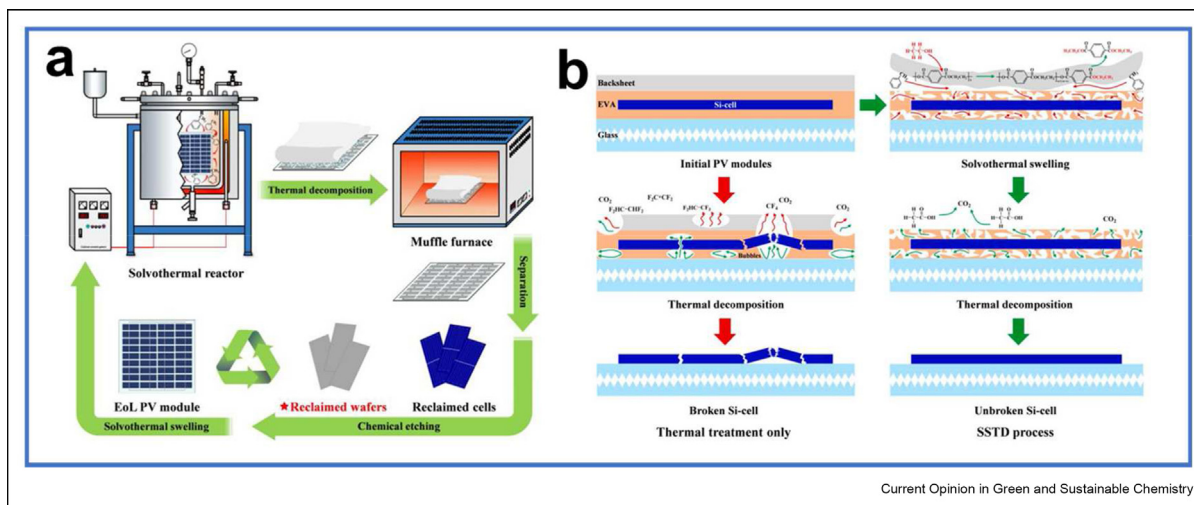 a
Solvothermal reactor
Thermal decomposition
Muffle furnace
Separation
EoL PV module
★Reclaimed wafers
Reclaimed cells
Solvothermal swelling
Chemical etching
b
Backsheet
EVA
Si-cell
Glass
Initial PV modules
Solvothermal swelling
CO2
F2HC-CHF2
F2C=CF2
F2HC-CF3
CF4
CO2
CO2
Bubbles
Thermal decomposition
CO2
CO2
CO2
Thermal decomposition
Broken Si-cell
Thermal treatment only
Unbroken Si-cell
SSTD process
Current Opinion in Green and Sustainable Chemistry